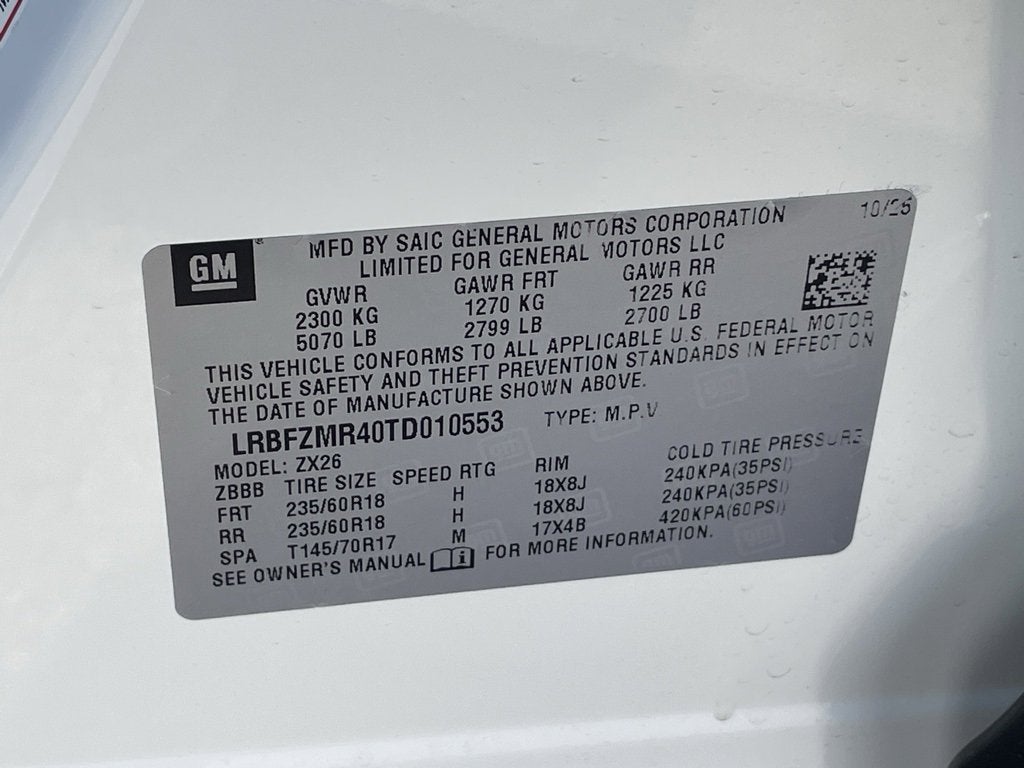 GM
MFD BY SAIC GENERAL MOTORS CORPORATION
LIMITED FOR GENERAL MOTORS LLC
10/25
GVWR GAWR FRT GAWR RR
2300 KG 1270 KG 1225 KG
5070 LB 2799 LB 2700 LB
THIS VEHICLE CONFORMS TO ALL APPLICABLE U.S. FEDERAL MOTOR
VEHICLE SAFETY AND THEFT PREVENTION STANDARDS IN EFFECT ON
THE DATE OF MANUFACTURE SHOWN ABOVE.
LRBFZMR40TD010553 TYPE: M.P.V
MODEL: ZX26
ZBBB TIRE SIZE SPEED RTG RIM COLD TIRE PRESSURE
FRT 235/60R18 H 18X8J 240KPA(35PSI)
RR 235/60R18 H 18X8J 240KPA(35PSI)
SPA T145/70R17 M 17X4B 420KPA(60PSI)
SEE OWNER'S MANUAL FOR MORE INFORMATION.